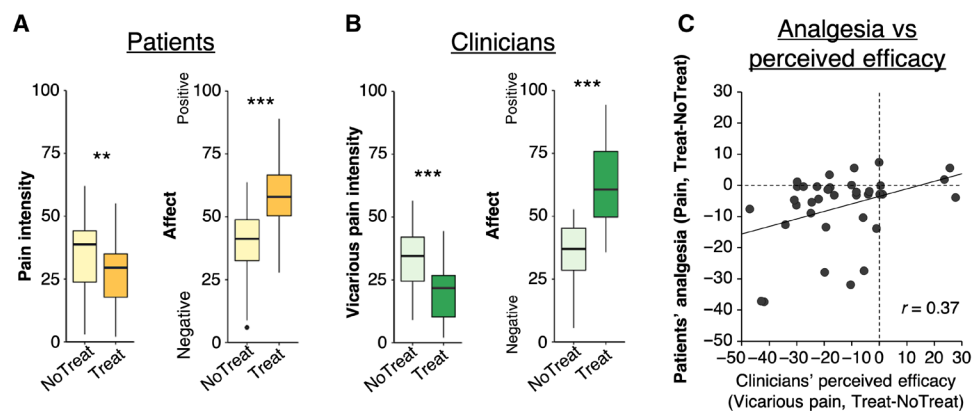 A
Patients
Pain intensity
100
75
50
25
0
**
NoTreat
Treat
Negative
Affect
Positive
100
75
50
25
0
***
NoTreat
Treat
B
Clinicians
Vicarious pain intensity
100
75
50
25
0
***
NoTreat
Treat
Negative
Affect
Positive
100
75
50
25
0
***
NoTreat
Treat
C
Analgesia vs
perceived efficacy
Patients’ analgesia (Pain, Treat-NoTreat)
30
20
10
0
−10
−20
−30
−40
−50
r = 0.37
−50 −40 −30 −20 −10 0 10 20 30
Clinicians’ perceived efficacy
(Vicarious pain, Treat-NoTreat)